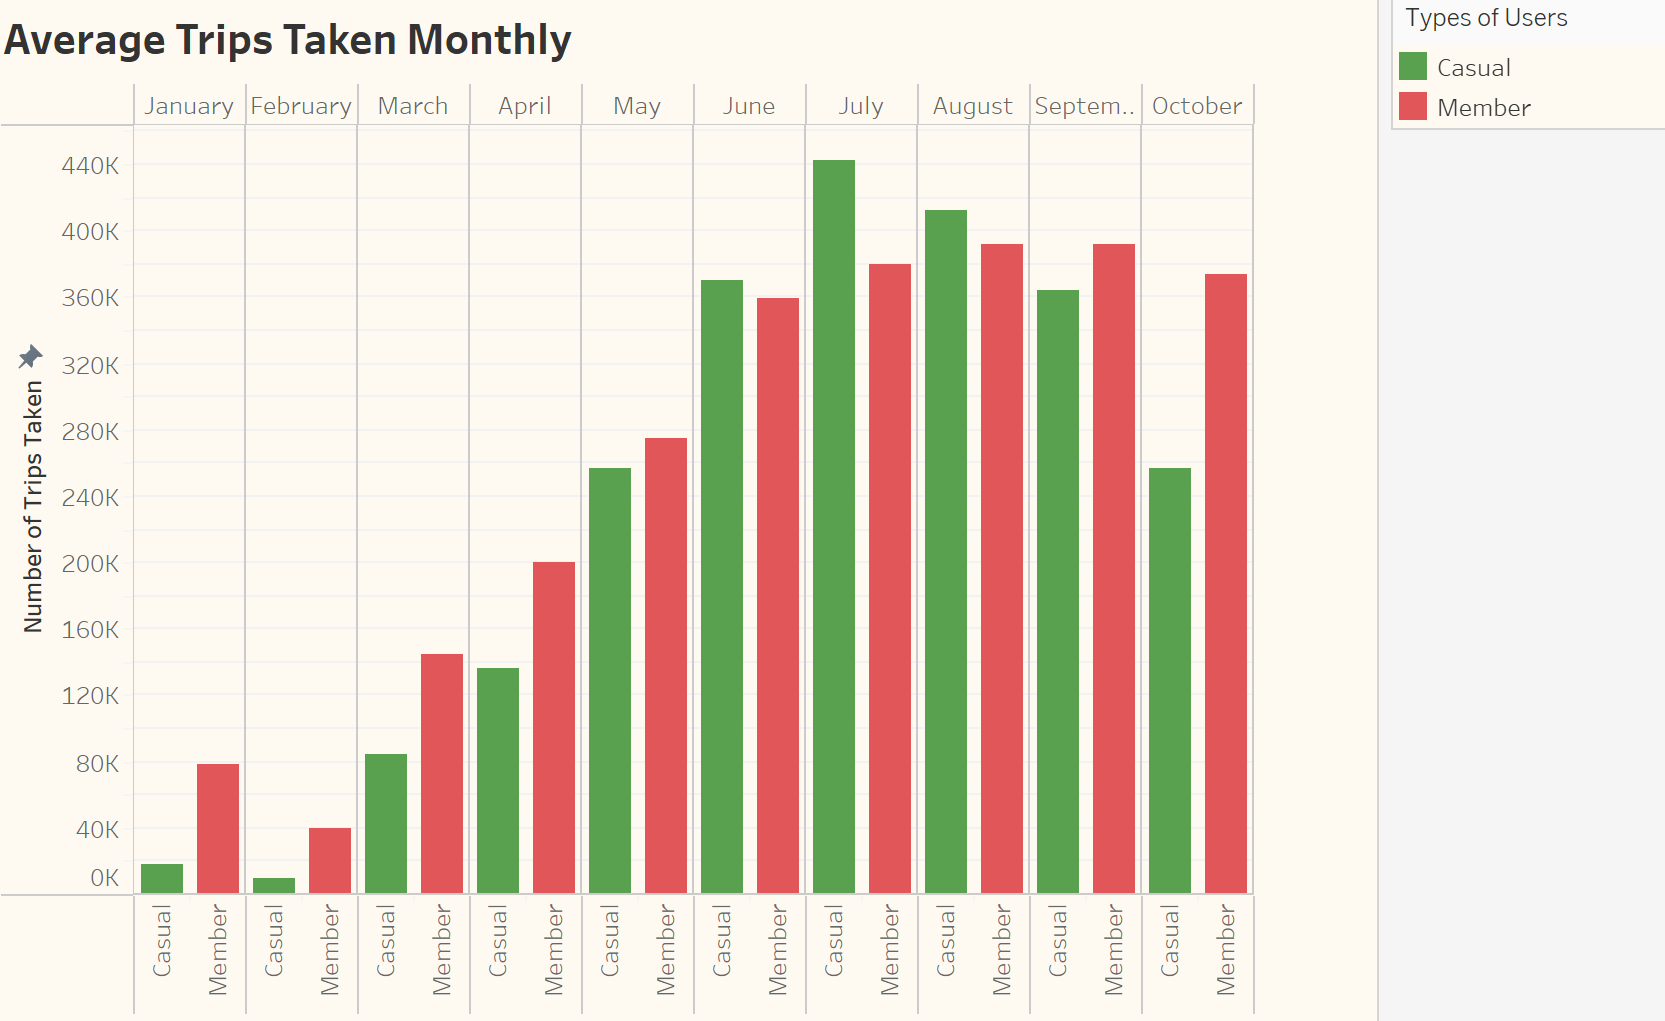 Average Trips Taken Monthly
Types of Users
Casual
Member
January February March April May June July August Septem.. October
440K
400K
360K
320K
280K
240K
200K
160K
120K
80K
40K
0K
Number of Trips Taken
Casual Member Casual Member Casual Member Casual Member Casual Member Casual Member Casual Member Casual Member Casual Member Casual Member